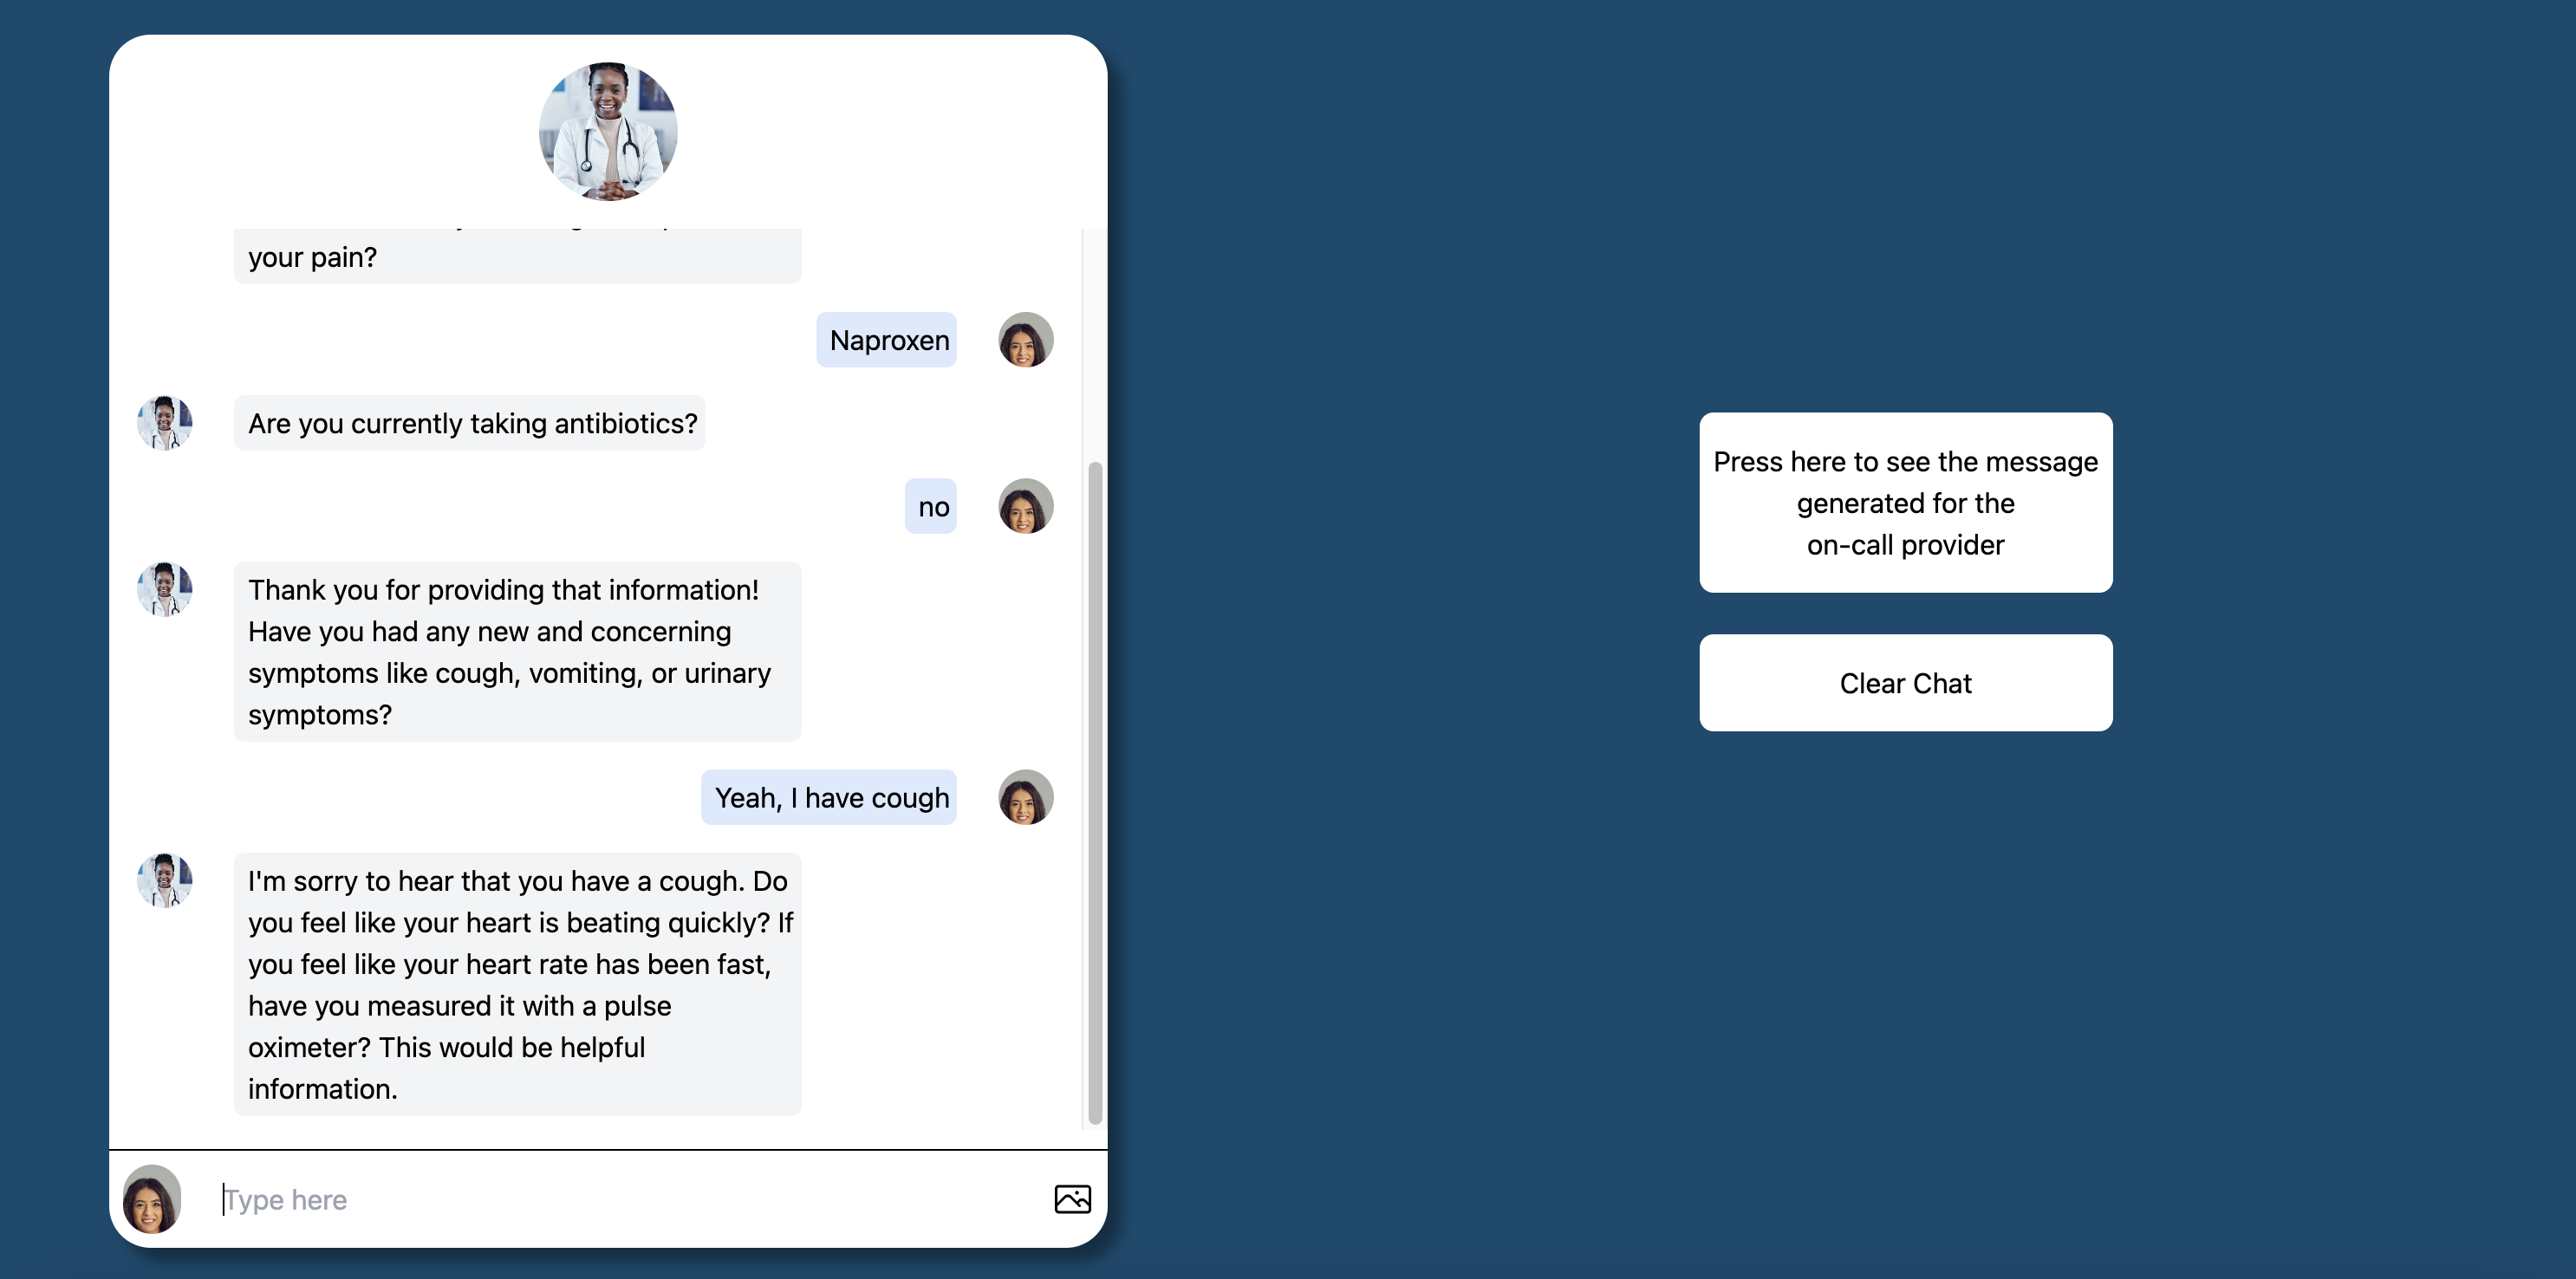 your pain?
Naproxen
Are you currently taking antibiotics?
no
Thank you for providing that information!
Have you had any new and concerning
symptoms like cough, vomiting, or urinary
symptoms?
Yeah, I have cough
I'm sorry to hear that you have a cough. Do
you feel like your heart is beating quickly? If
you feel like your heart rate has been fast,
have you measured it with a pulse
oximeter? This would be helpful
information.
Type here
Press here to see the message
generated for the
on-call provider
Clear Chat